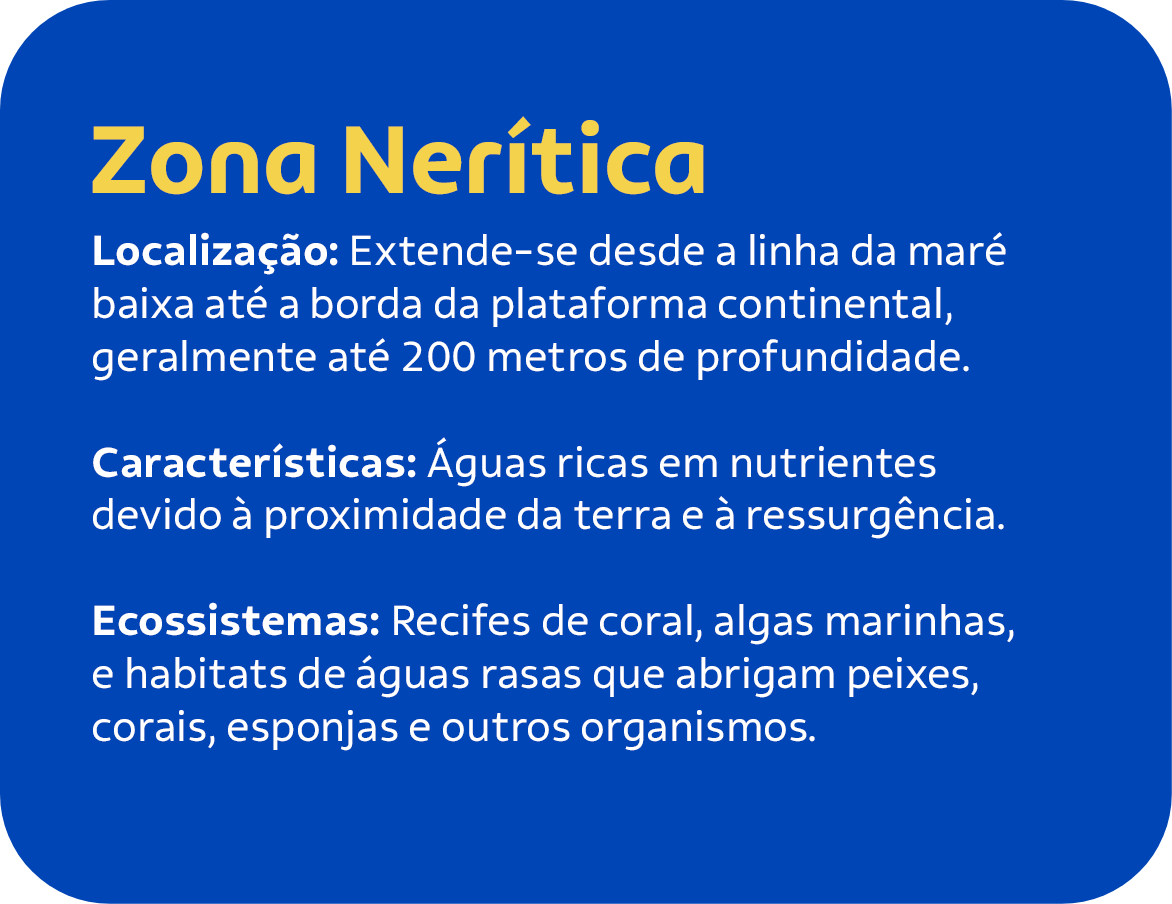 Zona Nerítica
Localização: Extende-se desde a linha da maré
baixa até a borda da plataforma continental,
geralmente até 200 metros de profundidade.
Características: Águas ricas em nutrientes
devido à proximidade da terra e à ressurgência.
Ecossistemas: Recifes de coral, algas marinhas,
e habitats de águas rasas que abrigam peixes,
corais, esponjas e outros organismos.